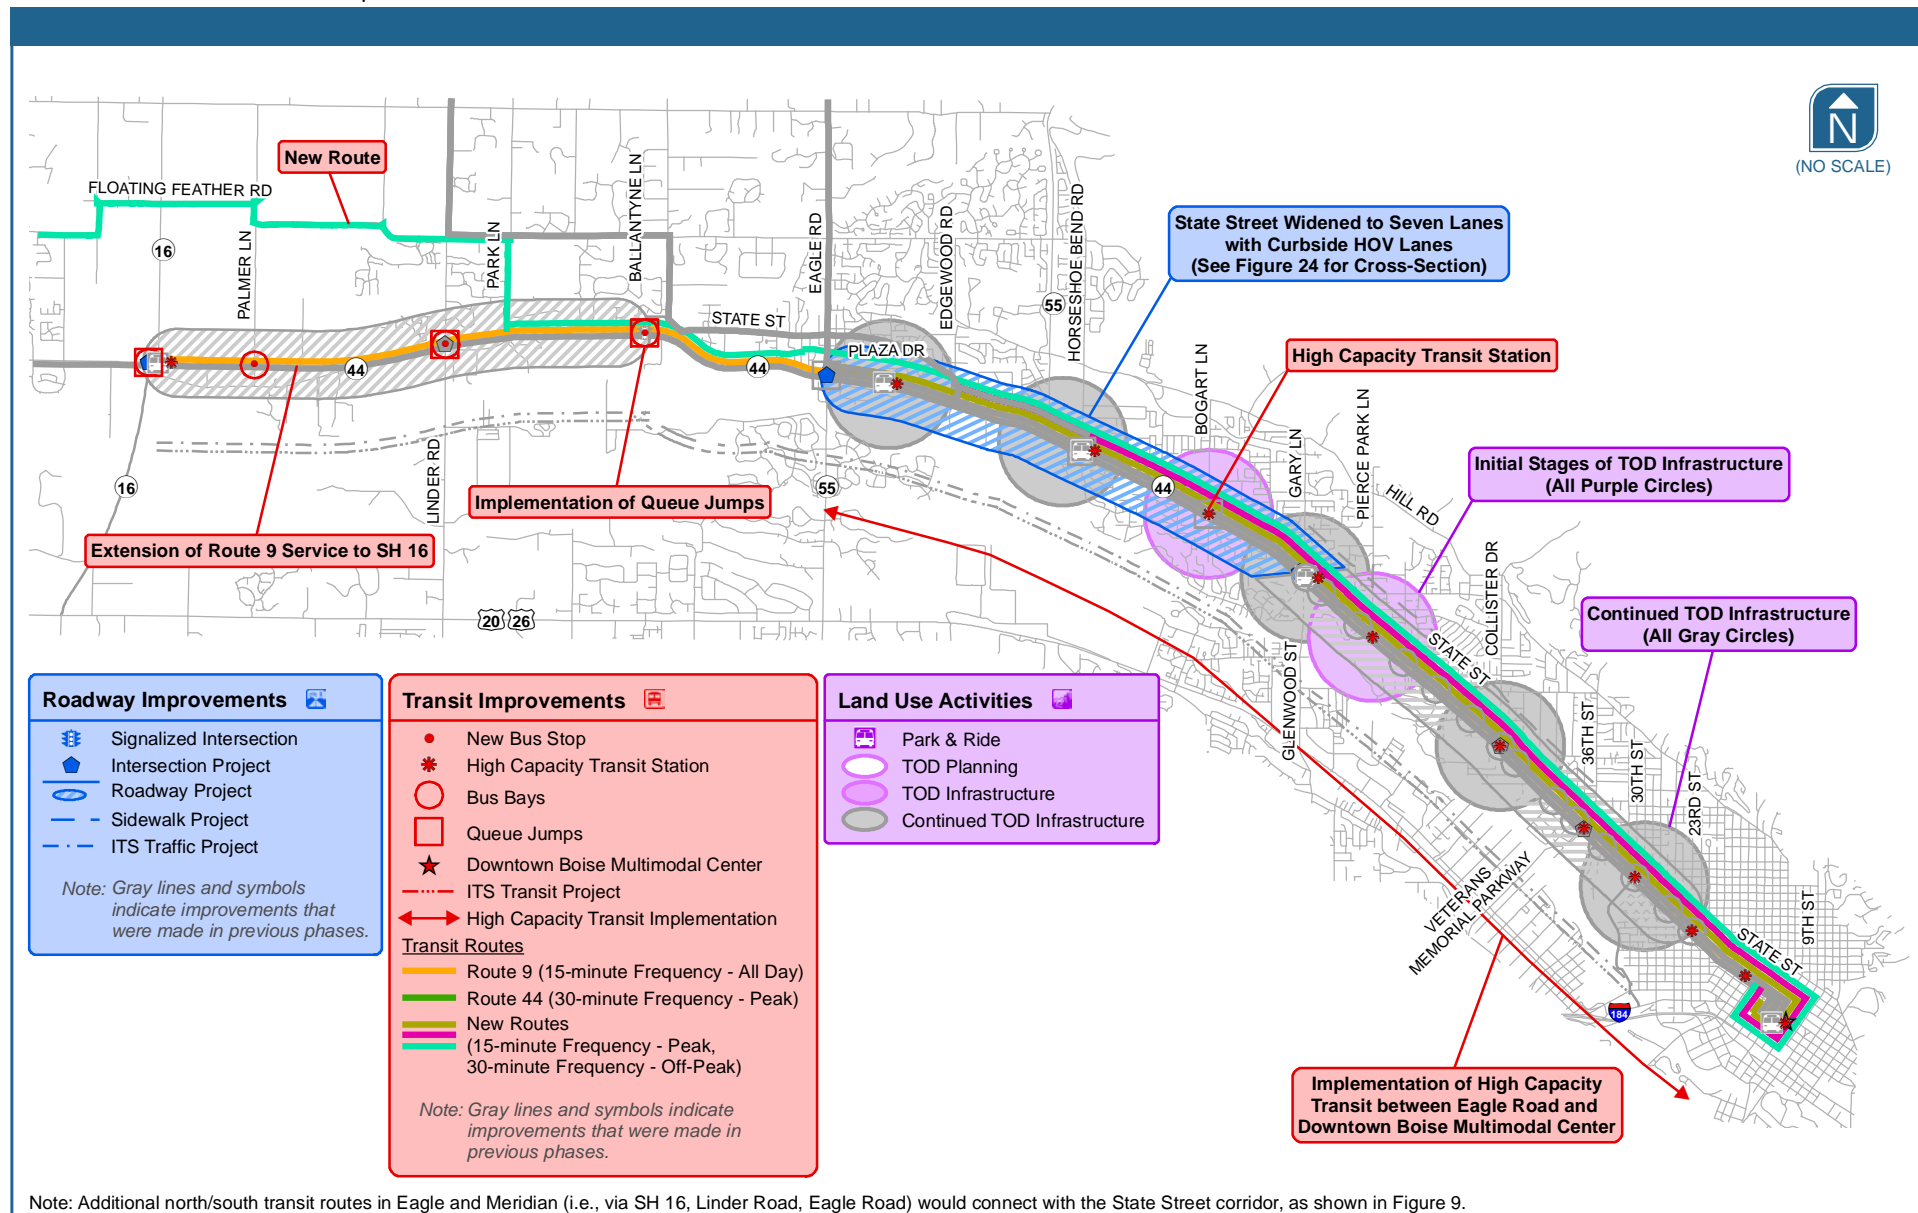 N
(NO SCALE)
New Route
FLOATING FEATHER RD
16
PALMER LN
PARK LN
BALLANTYNE LN
EAGLE RD
EDGEWOOD RD
HORSESHOE BEND RD
55
State Street Widened to Seven Lanes
with Curbside HOV Lanes
(See Figure 24 for Cross-Section)
STATE ST
PLAZA DR
44
44
High Capacity Transit Station
BOGART LN
GARY LN
PIERCE PARK LN
HILL RD
Initial Stages of TOD Infrastructure
(All Purple Circles)
LINDER RD
16
55
44
Implementation of Queue Jumps
Extension of Route 9 Service to SH 16
COLLISTER DR
Continued TOD Infrastructure
(All Gray Circles)
20 26
GLENWOOD ST
STATE ST
36TH ST
30TH ST
23RD ST
VETERANS
MEMORIAL PARKWAY
9TH ST
STATE ST
184
Implementation of High Capacity
Transit between Eagle Road and
Downtown Boise Multimodal Center
Roadway Improvements
Signalized Intersection
Intersection Project
Roadway Project
Sidewalk Project
ITS Traffic Project
Note: Gray lines and symbols
indicate improvements that
were made in previous phases.
Transit Improvements
New Bus Stop
High Capacity Transit Station
Bus Bays
Queue Jumps
Downtown Boise Multimodal Center
ITS Transit Project
High Capacity Transit Implementation
Transit Routes
Route 9 (15-minute Frequency - All Day)
Route 44 (30-minute Frequency - Peak)
New Routes
(15-minute Frequency - Peak,
30-minute Frequency - Off-Peak)
Note: Gray lines and symbols indicate
improvements that were made in
previous phases.
Land Use Activities
Park & Ride
TOD Planning
TOD Infrastructure
Continued TOD Infrastructure
Note: Additional north/south transit routes in Eagle and Meridian (i.e., via SH 16, Linder Road, Eagle Road) would connect with the State Street corridor, as shown in Figure 9.